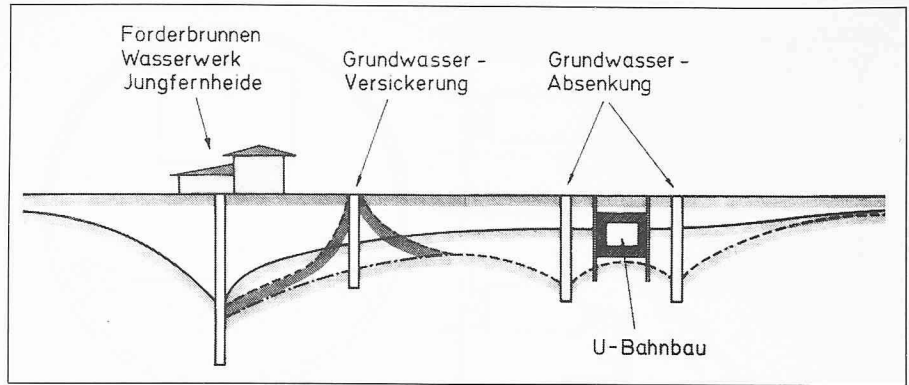 Förderbrunnen
Wasserwerk
Jungfernheide
Grundwasser -
Versickerung
Grundwasser -
Absenkung
U-Bahnbau